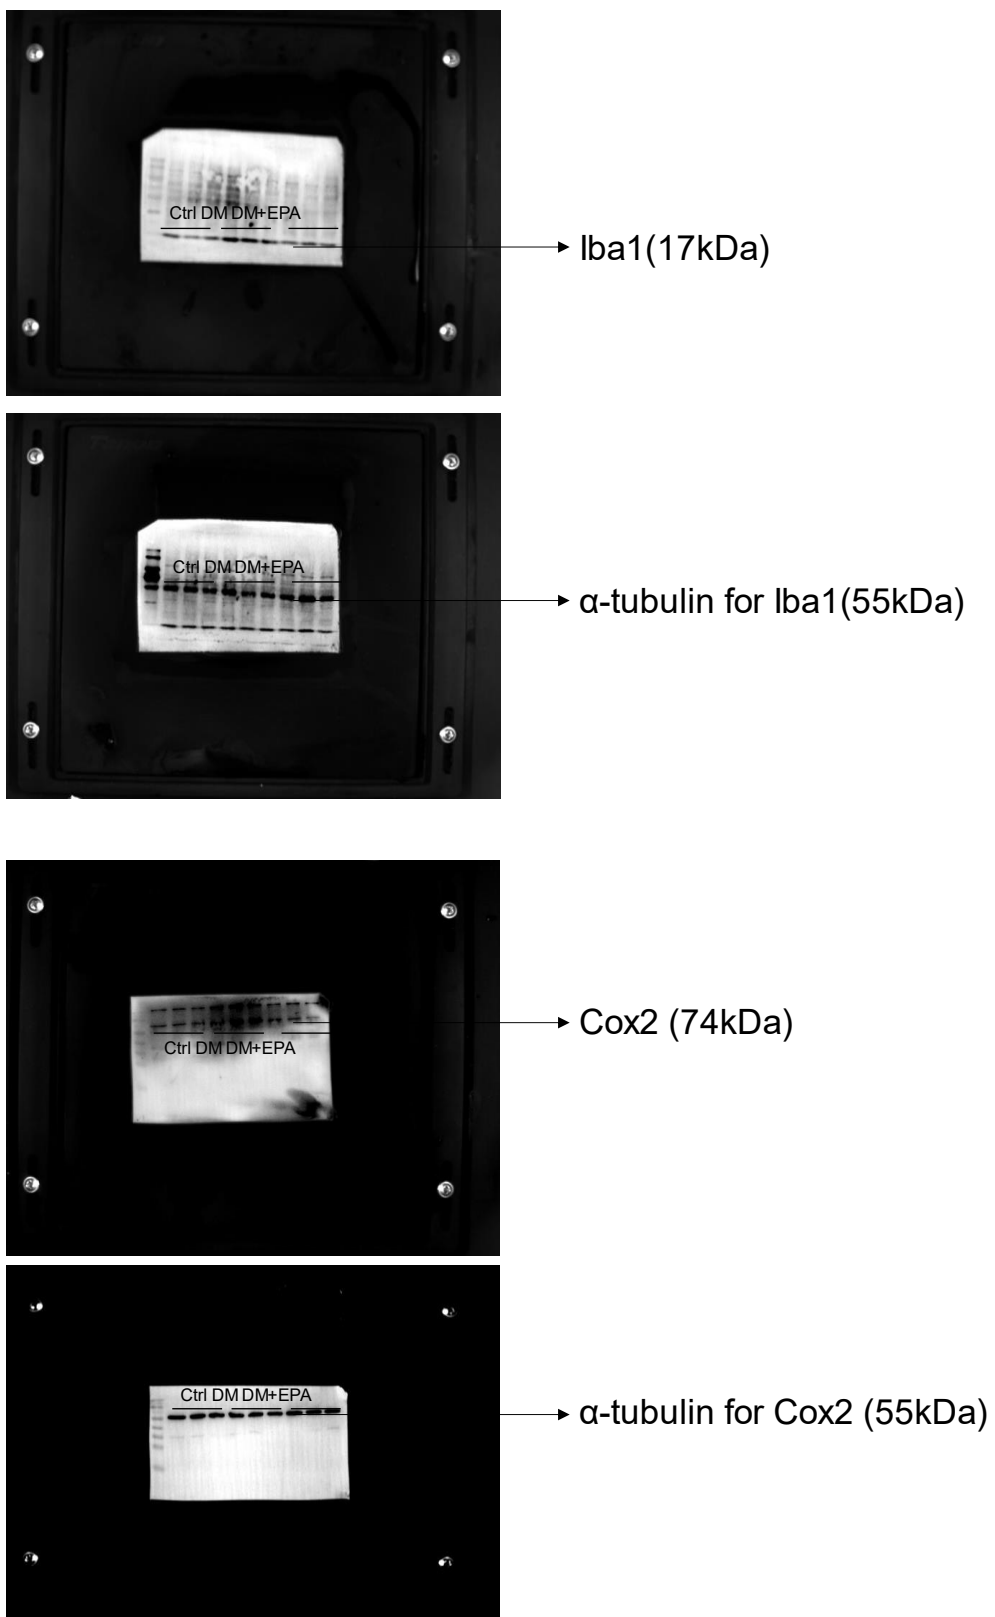 Ctrl DM DM+EPA
Iba1(17kDa)
Ctrl DM DM+EPA
α-tubulin for Iba1(55kDa)
Cox2 (74kDa)
Ctrl DM DM+EPA
Ctrl DM DM+EPA
α-tubulin for Cox2 (55kDa)